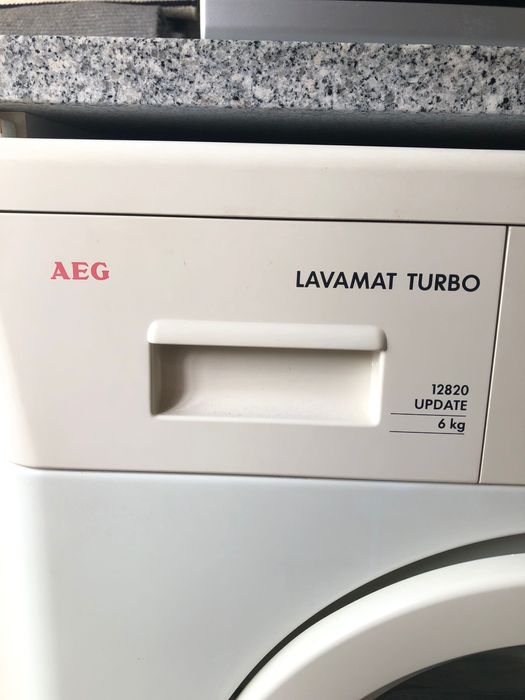 AEG
LAVAMAT TURBO
12820
UPDATE
6 kg